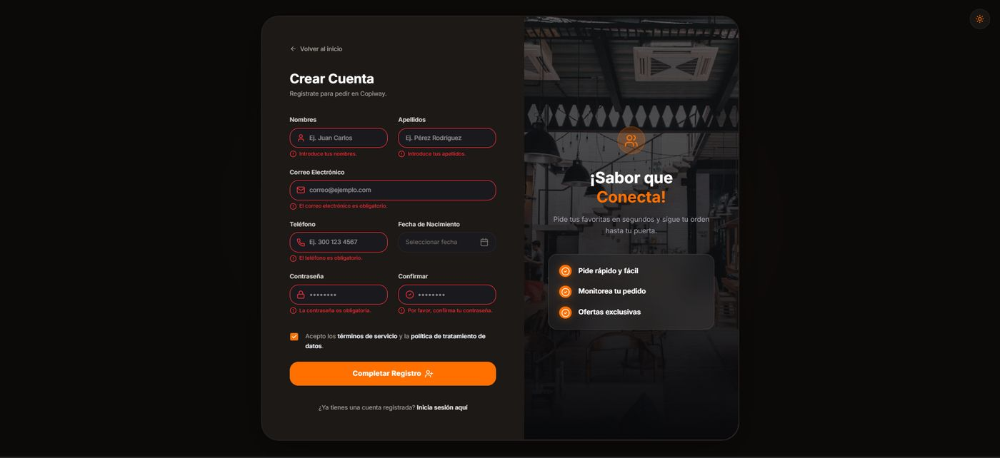 Volver al inicio
Crear Cuenta
Regístrate para pedir en Copiway.
Nombres
Apellidos
Ej. Juan Carlos
Ej. Pérez Rodríguez
Introduce tus nombres.
Introduce tus apellidos.
Correo Electrónico
correo@ejemplo.com
El correo electrónico es obligatorio.
Teléfono
Fecha de Nacimiento
Ej. 300 123 4567
Seleccionar fecha
El teléfono es obligatorio.
Contraseña
Confirmar
••••••••
••••••••
La contraseña es obligatoria.
Por favor, confirma tu contraseña.
Acepto los términos de servicio y la política de tratamiento de
datos.
Completar Registro
¿Ya tienes una cuenta registrada? Inicia sesión aquí
¡Sabor que
Conecta!
Pide tus favoritas en segundos y sigue tu orden
hasta tu puerta.
Pide rápido y fácil
Monitorea tu pedido
Ofertas exclusivas